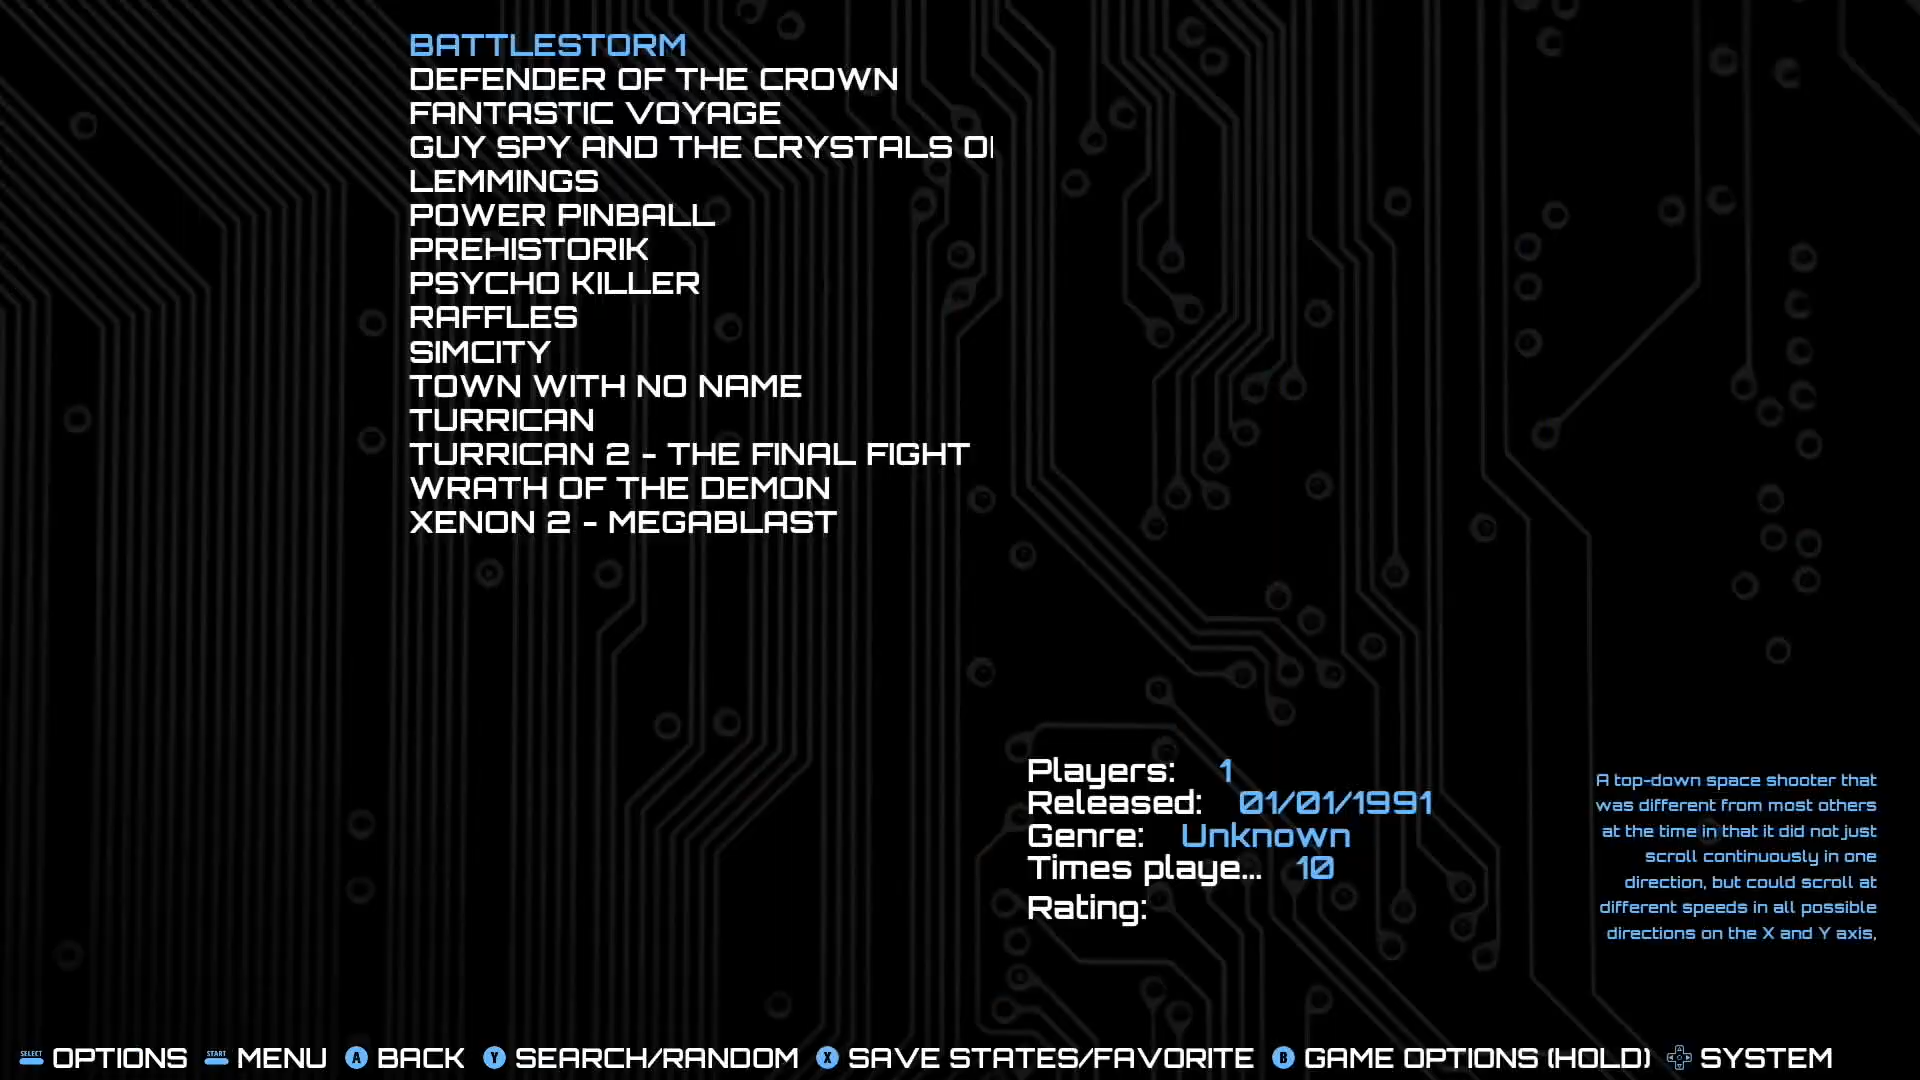 BATTLESTORM
DEFENDER OF THE CROWN
FANTASTIC VOYAGE
GUY SPY AND THE CRYSTALS O
LEMMINGS
POWER PINBALL
PREHISTORIK
PSYCHO KILLER
RAFFLES
SIMCITY
TOWN WITH NO NAME
TURRICAN
TURRICAN 2 - THE FINAL FIGHT
WRATH OF THE DEMON
XENON 2 - MEGABLAST
Players: 1
Released: 01/01/1991
Genre: Unknown
Times playe... 10
Rating:
A top-down space shooter that
was different from most others
at the time in that it did not just
scroll continuously in one
direction, but could scroll at
different speeds in all possible
directions on the X and Y axis,
SELECT OPTIONS START MENU A BACK Y SEARCH/RANDOM X SAVE STATES/FAVORITE B GAME OPTIONS (HOLD) SYSTEM